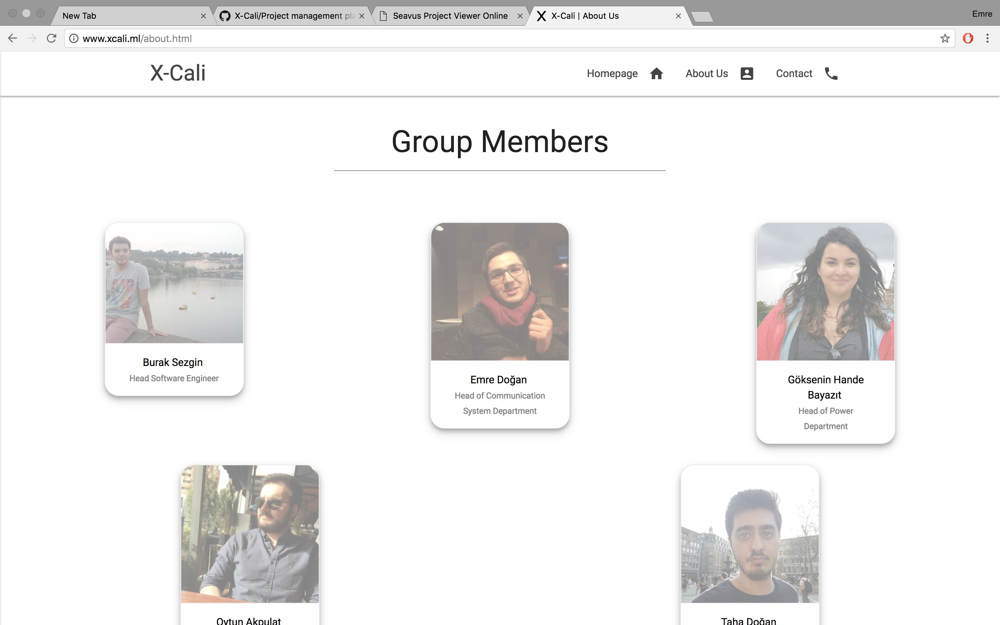 New Tab
X-Cali/Project management pla
Seavus Project Viewer Online
X-Cali | About Us
Emre
www.xcali.ml/about.html
X-Cali
Homepage
About Us
Contact
Group Members
Harici
Burak Sezgin
Head Software Engineer
Emre Doğan
Head of Communication
System Department
Göksenin Hande
Bayazıt
Head of Power
Department
Oytun Akpulat
Taha Doğan